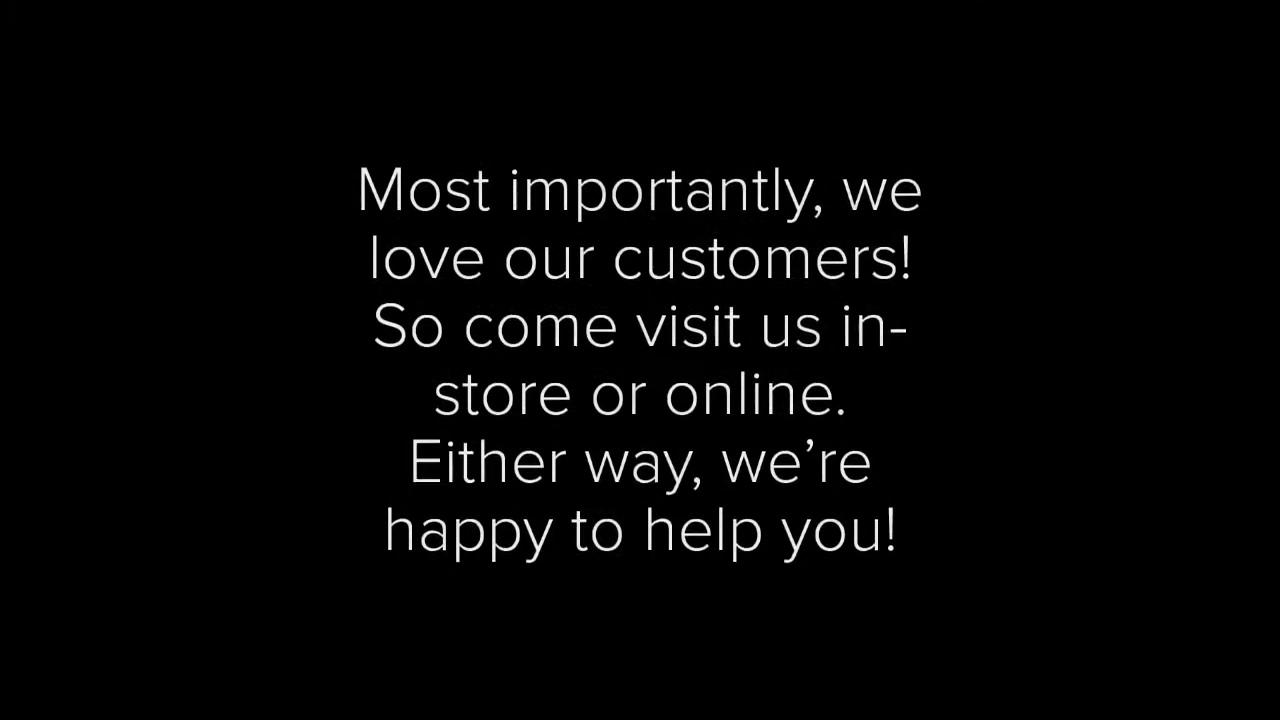 Most importantly, we
love our customers!
So come visit us in-
store or online.
Either way, we’re
happy to help you!